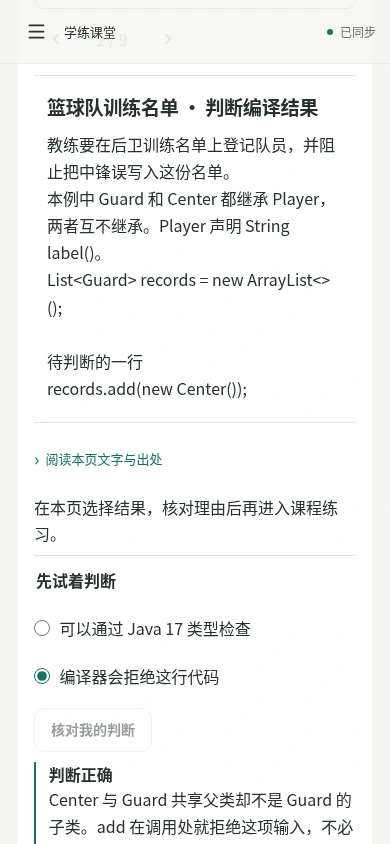 学练课堂
已同步
2 / 9
篮球队训练名单 · 判断编译结果
教练要在后卫训练名单上登记队员，并阻
止把中锋误写入这份名单。
本例中 Guard 和 Center 都继承 Player，
两者互不继承。Player 声明 String
label()。
List<Guard> records = new ArrayList<>
();
待判断的一行
records.add(new Center());
› 阅读本页文字与出处
在本页选择结果，核对理由后再进入课程练
习。
先试着判断
可以通过 Java 17 类型检查
编译器会拒绝这行代码
核对我的判断
判断正确
Center 与 Guard 共享父类却不是 Guard 的
子类。add 在调用处就拒绝这项输入，不必